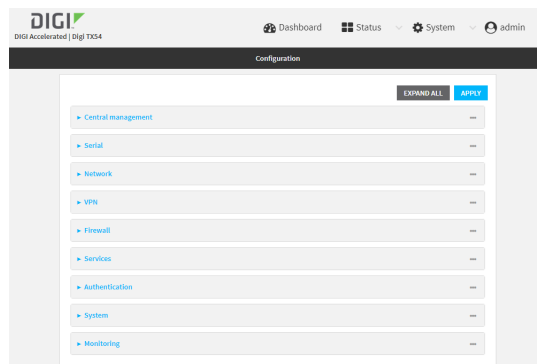 DIGI
DIGI Accelerated | Digi TX54
Dashboard Status System admin
Configuration
EXPAND ALL APPLY
Central management
Serial
Network
VPN
Firewall
Services
Authentication
System
Monitoring